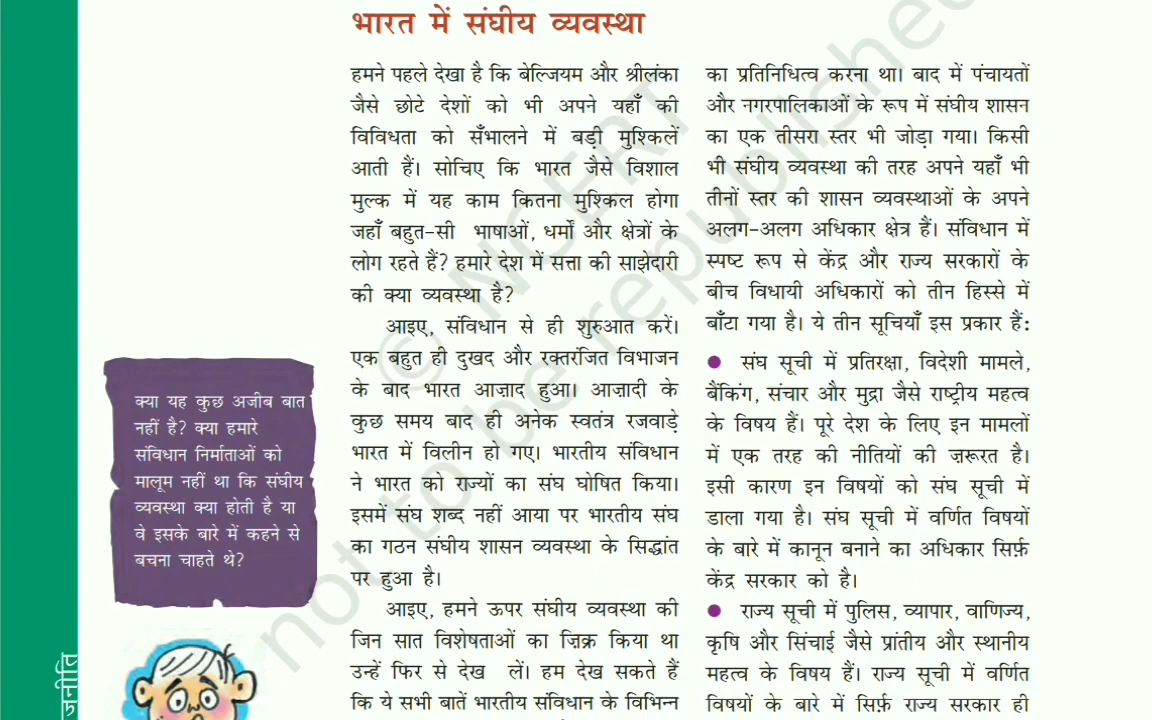 भारत में संघीय व्यवस्था
हमने पहले देखा है कि बेल्जियम और श्रीलंका
जैसे छोटे देशों को भी अपने यहाँ की
विविधता को सँभालने में बड़ी मुश्किलें
आती हैं। सोचिए कि भारत जैसे विशाल
मुल्क में यह काम कितना मुश्किल होगा
जहाँ बहुत-सी भाषाओं, धर्मों और क्षेत्रों के
लोग रहते हैं? हमारे देश में सत्ता की साझेदारी
की क्या व्यवस्था है?
आइए, संविधान से ही शुरुआत करें।
एक बहुत ही दुखद और रक्तरंजित विभाजन
के बाद भारत आज़ाद हुआ। आज़ादी के
कुछ समय बाद ही अनेक स्वतंत्र रजवाड़े
भारत में विलीन हो गए। भारतीय संविधान
ने भारत को राज्यों का संघ घोषित किया।
इसमें संघ शब्द नहीं आया पर भारतीय संघ
का गठन संघीय शासन व्यवस्था के सिद्धांत
पर हुआ है।
आइए, हमने ऊपर संघीय व्यवस्था की
जिन सात विशेषताओं का ज़िक्र किया था
उन्हें फिर से देख लें। हम देख सकते हैं
कि ये सभी बातें भारतीय संविधान के विभिन्न
का प्रतिनिधित्व करना था। बाद में पंचायतों
और नगरपालिकाओं के रूप में संघीय शासन
का एक तीसरा स्तर भी जोड़ा गया। किसी
भी संघीय व्यवस्था की तरह अपने यहाँ भी
तीनों स्तर की शासन व्यवस्थाओं के अपने
अलग-अलग अधिकार क्षेत्र हैं। संविधान में
स्पष्ट रूप से केंद्र और राज्य सरकारों के
बीच विधायी अधिकारों को तीन हिस्से में
बाँटा गया है। ये तीन सूचियाँ इस प्रकार हैं:
● संघ सूची में प्रतिरक्षा, विदेशी मामले,
बैंकिंग, संचार और मुद्रा जैसे राष्ट्रीय महत्व
के विषय हैं। पूरे देश के लिए इन मामलों
में एक तरह की नीतियों की ज़रूरत है।
इसी कारण इन विषयों को संघ सूची में
डाला गया है। संघ सूची में वर्णित विषयों
के बारे में कानून बनाने का अधिकार सिर्फ़
केंद्र सरकार को है।
● राज्य सूची में पुलिस, व्यापार, वाणिज्य,
कृषि और सिंचाई जैसे प्रांतीय और स्थानीय
महत्व के विषय हैं। राज्य सूची में वर्णित
विषयों के बारे में सिर्फ़ राज्य सरकार ही
क्या यह कुछ अजीब बात
नहीं है? क्या हमारे
संविधान निर्माताओं को
मालूम नहीं था कि संघीय
व्यवस्था क्या होती है या
वे इसके बारे में कहने से
बचना चाहते थे?
© NCERT
not to be republished